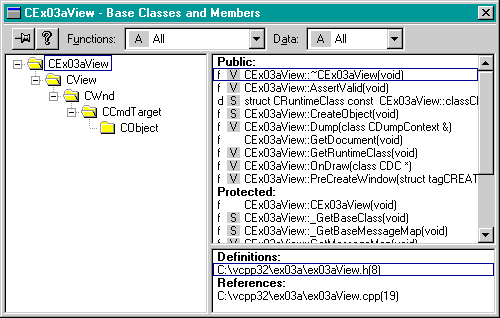 CEx03aView - Base Classes and Members
Functions: A All Data: A All
CEx03aView
CView
CWnd
CCmdTarget
CObject
Public:
f V CEx03aView::~CEx03aView(void)
f V CEx03aView::AssertValid(void)
d S struct CRuntimeClass const CEx03aView::classCl
f S CEx03aView::CreateObject(void)
f V CEx03aView::Dump(class CDumpContext &)
f CEx03aView::GetDocument(void)
f V CEx03aView::GetRuntimeClass(void)
f V CEx03aView::OnDraw(class CDC *)
f V CEx03aView::PreCreateWindow(struct tagCREAT
Protected:
f CEx03aView::CEx03aView(void)
f S CEx03aView::_GetBaseClass(void)
f S CEx03aView::_GetBaseMessageMap(void)
f V CEx03aView::GetMessageMap(void)
Definitions:
C:\vcpp32\ex03a\ex03aView.h(8)
References:
C:\vcpp32\ex03a\ex03aView.cpp(19)